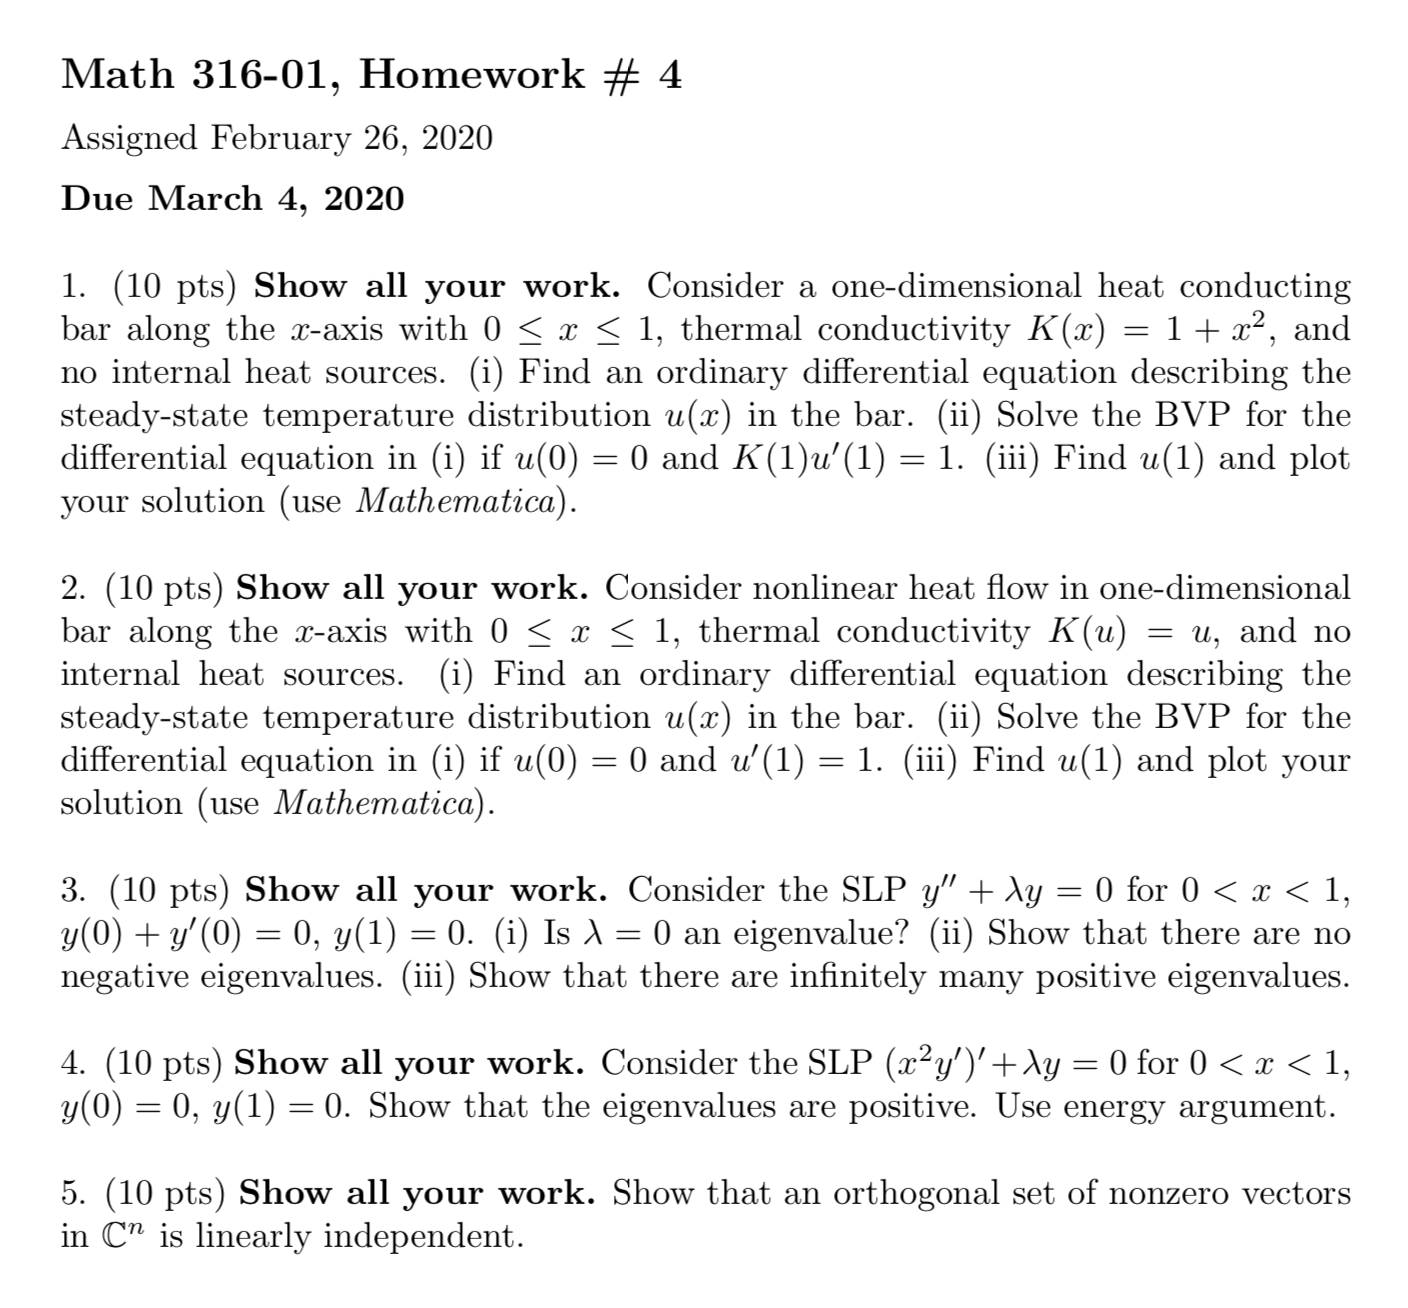 Math 316-01, Homework # 4
Assigned February 26, 2020
Due March 4, 2020
1. (10 pts) Show all your work. Consider a one-dimensional heat conducting
bar along the x-axis with 0 ≤ x ≤ 1, thermal conductivity K(x) = 1 + x², and
no internal heat sources. (i) Find an ordinary differential equation describing the
steady-state temperature distribution u(x) in the bar. (ii) Solve the BVP for the
differential equation in (i) if u(0) = 0 and K(1)u′(1) = 1. (iii) Find u(1) and plot
your solution (use Mathematica).
2. (10 pts) Show all your work. Consider nonlinear heat flow in one-dimensional
bar along the x-axis with 0 ≤ x ≤ 1, thermal conductivity K(u) = u, and no
internal heat sources. (i) Find an ordinary differential equation describing the
steady-state temperature distribution u(x) in the bar. (ii) Solve the BVP for the
differential equation in (i) if u(0) = 0 and u′(1) = 1. (iii) Find u(1) and plot your
solution (use Mathematica).
3. (10 pts) Show all your work. Consider the SLP y″ + λy = 0 for 0 < x < 1,
y(0) + y′(0) = 0, y(1) = 0. (i) Is λ = 0 an eigenvalue? (ii) Show that there are no
negative eigenvalues. (iii) Show that there are infinitely many positive eigenvalues.
4. (10 pts) Show all your work. Consider the SLP (x²y′)′ + λy = 0 for 0 < x < 1,
y(0) = 0, y(1) = 0. Show that the eigenvalues are positive. Use energy argument.
5. (10 pts) Show all your work. Show that an orthogonal set of nonzero vectors
in ℂⁿ is linearly independent.